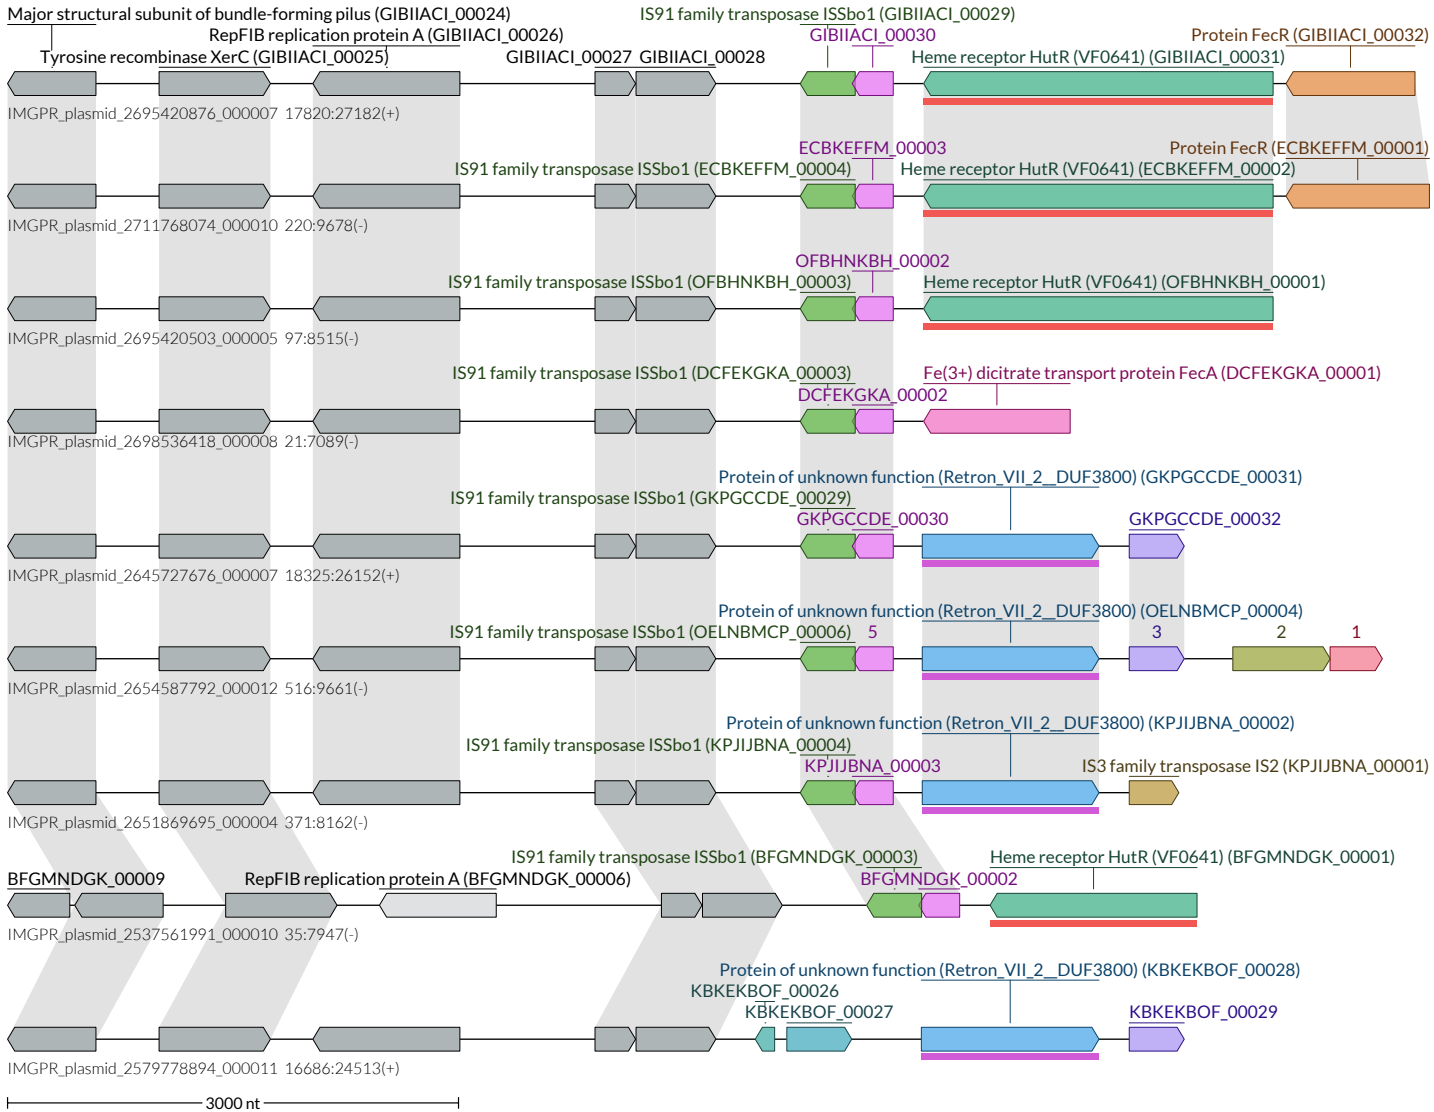 Major structural subunit of bundle-forming pilus (GIBIIACI_00024)
IS91 family transposase ISSbo1 (GIBIIACI_00029)
RepFIB replication protein A (GIBIIACI_00026)
GIBIIACI_00030
Protein FecR (GIBIIACI_00032)
Tyrosine recombinase XerC (GIBIIACI_00025)
GIBIIACI_00027
GIBIIACI_00028
Heme receptor HutR (VF0641) (GIBIIACI_00031)
IMGPR_plasmid_2695420876_000007 17820:27182(+)
ECBKEFFM_00003
Protein FecR (ECBKEFFM_00001)
IS91 family transposase ISSbo1 (ECBKEFFM_00004)
Heme receptor HutR (VF0641) (ECBKEFFM_00002)
IMGPR_plasmid_2711768074_000010 220:9678(-)
OFBHNKBH_00002
IS91 family transposase ISSbo1 (OFBHNKBH_00003)
Heme receptor HutR (VF0641) (OFBHNKBH_00001)
IMGPR_plasmid_2695420503_000005 97:8515(-)
IS91 family transposase ISSbo1 (DCFEKGKA_00003)
Fe(3+) dicitrate transport protein FecA (DCFEKGKA_00001)
DCFEKGKA_00002
IMGPR_plasmid_2698536418_000008 21:7089(-)
Protein of unknown function (Retron_VII_2__DUF3800) (GKPGCCDE_00031)
IS91 family transposase ISSbo1 (GKPGCCDE_00029)
GKPGCCDE_00030
GKPGCCDE_00032
IMGPR_plasmid_2645727676_000007 18325:26152(+)
Protein of unknown function (Retron_VII_2__DUF3800) (OELNBMCP_00004)
IS91 family transposase ISSbo1 (OELNBMCP_00006)
5
3
2
1
IMGPR_plasmid_2654587792_000012 516:9661(-)
Protein of unknown function (Retron_VII_2__DUF3800) (KPJIJBNA_00002)
IS91 family transposase ISSbo1 (KPJIJBNA_00004)
KPJIJBNA_00003
IS3 family transposase IS2 (KPJIJBNA_00001)
IMGPR_plasmid_2651869695_000004 371:8162(-)
IS91 family transposase ISSbo1 (BFGMNDGK_00003)
Heme receptor HutR (VF0641) (BFGMNDGK_00001)
BFGMNDGK_00009
RepFIB replication protein A (BFGMNDGK_00006)
BFGMNDGK_00002
IMGPR_plasmid_2537561991_000010 35:7947(-)
Protein of unknown function (Retron_VII_2__DUF3800) (KBKEKBOF_00028)
KBKEKBOF_00026
KBKEKBOF_00027
KBKEKBOF_00029
IMGPR_plasmid_2579778894_000011 16686:24513(+)
3000 nt